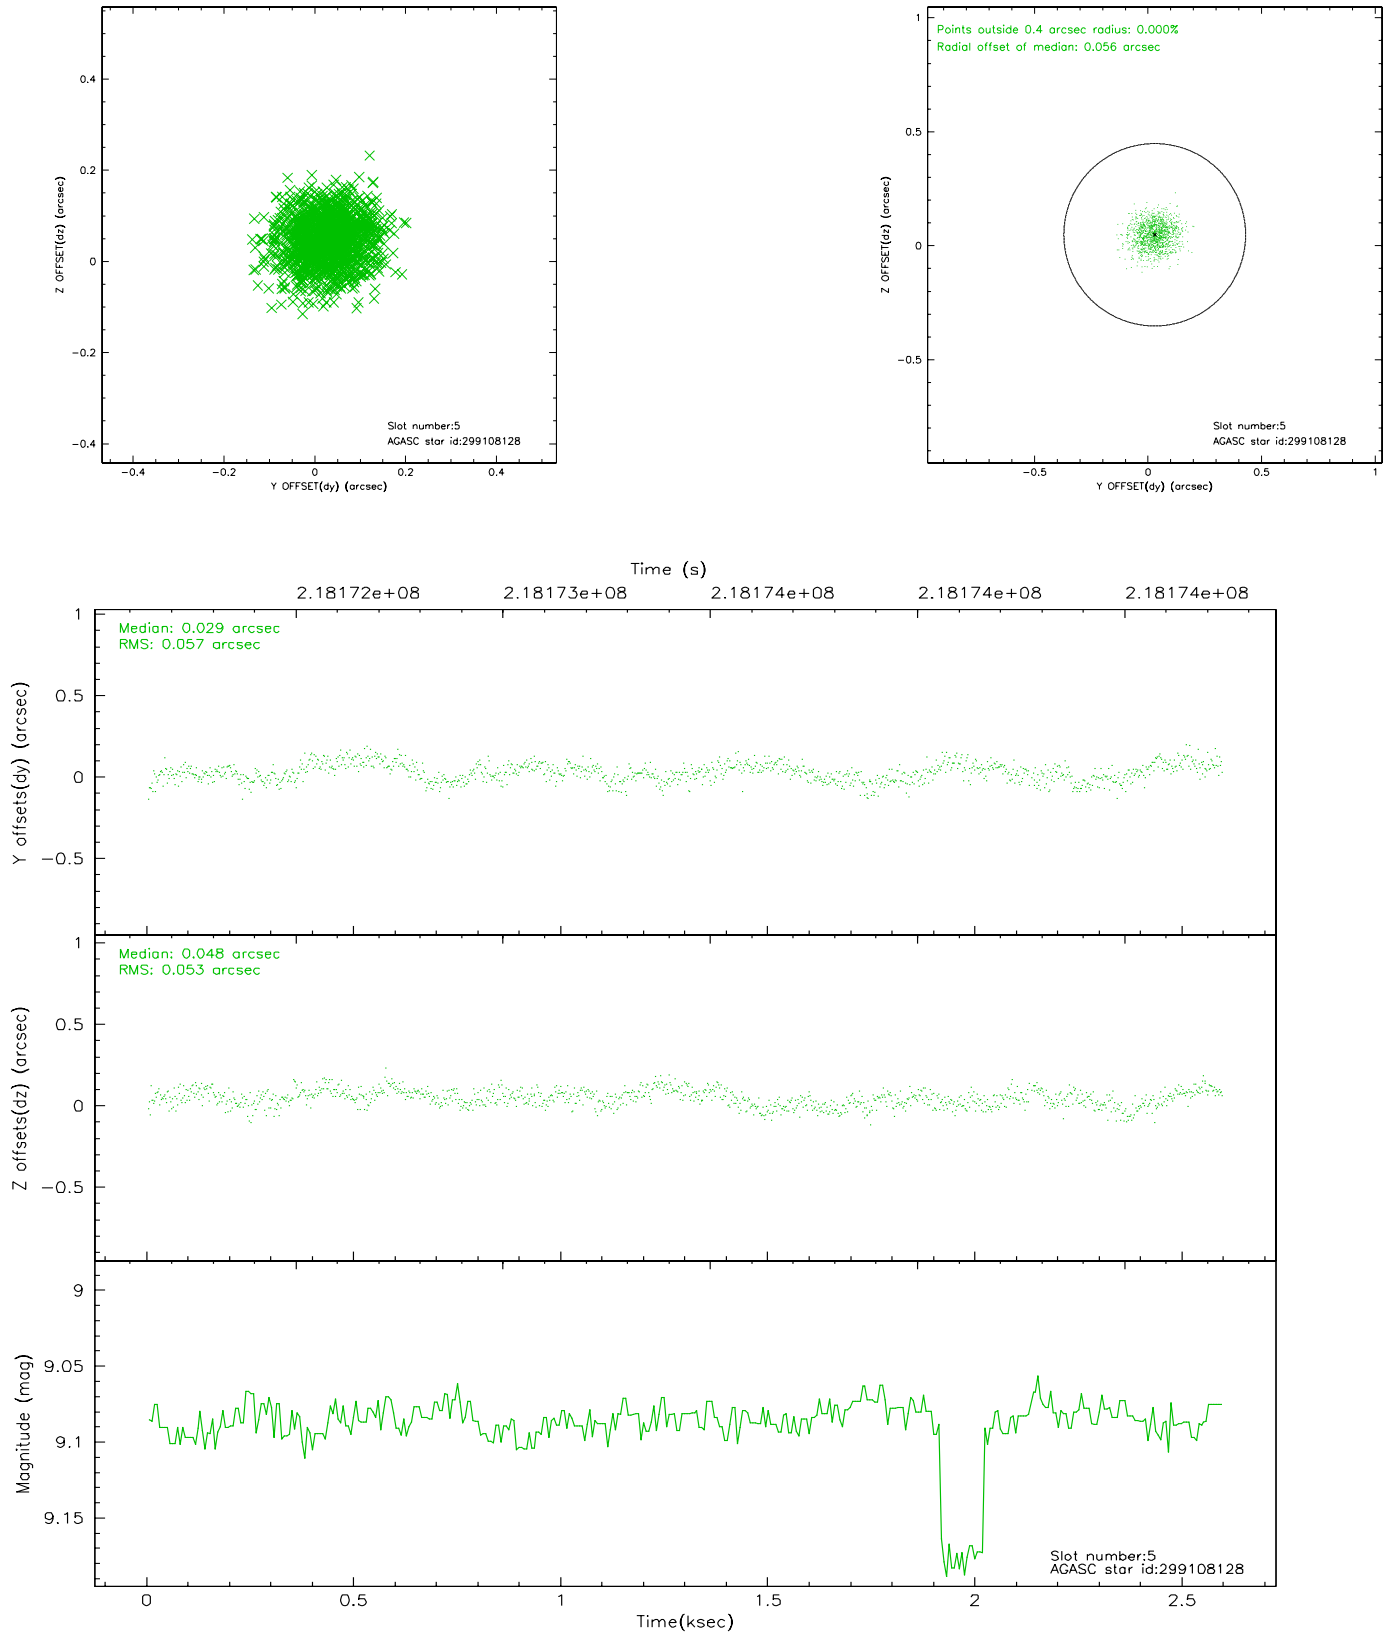 0.4
0.2
0
−0.2
−0.4
Z OFFSET(dz) (arcsec)
Slot number:5
AGASC star id:299108128
−0.4 −0.2 0 0.2 0.4
Y OFFSET(dy) (arcsec)
Points outside 0.4 arcsec radius: 0.000%
Radial offset of median: 0.056 arcsec
1
0.5
0
−0.5
Z OFFSET(dz) (arcsec)
Slot number:5
AGASC star id:299108128
−0.5 0 0.5 1
Y OFFSET(dy) (arcsec)
Time (s)
2.18172e+08 2.18173e+08 2.18174e+08 2.18174e+08 2.18174e+08
Median: 0.029 arcsec
RMS: 0.057 arcsec
1
0.5
0
−0.5
Y offsets(dy) (arcsec)
Median: 0.048 arcsec
RMS: 0.053 arcsec
1
0.5
0
−0.5
Z offsets(dz) (arcsec)
9
9.05
9.1
9.15
Magnitude (mag)
Slot number:5
AGASC star id:299108128
0 0.5 1 1.5 2 2.5
Time(ksec)